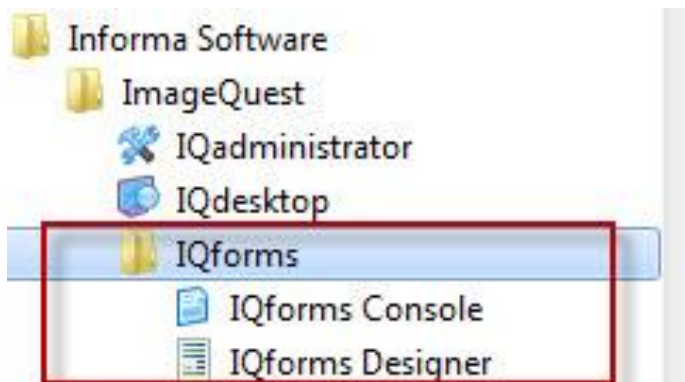 Informa Software
ImageQuest
IQadministrator
IQdesktop
IQforms
IQforms Console
IQforms Designer